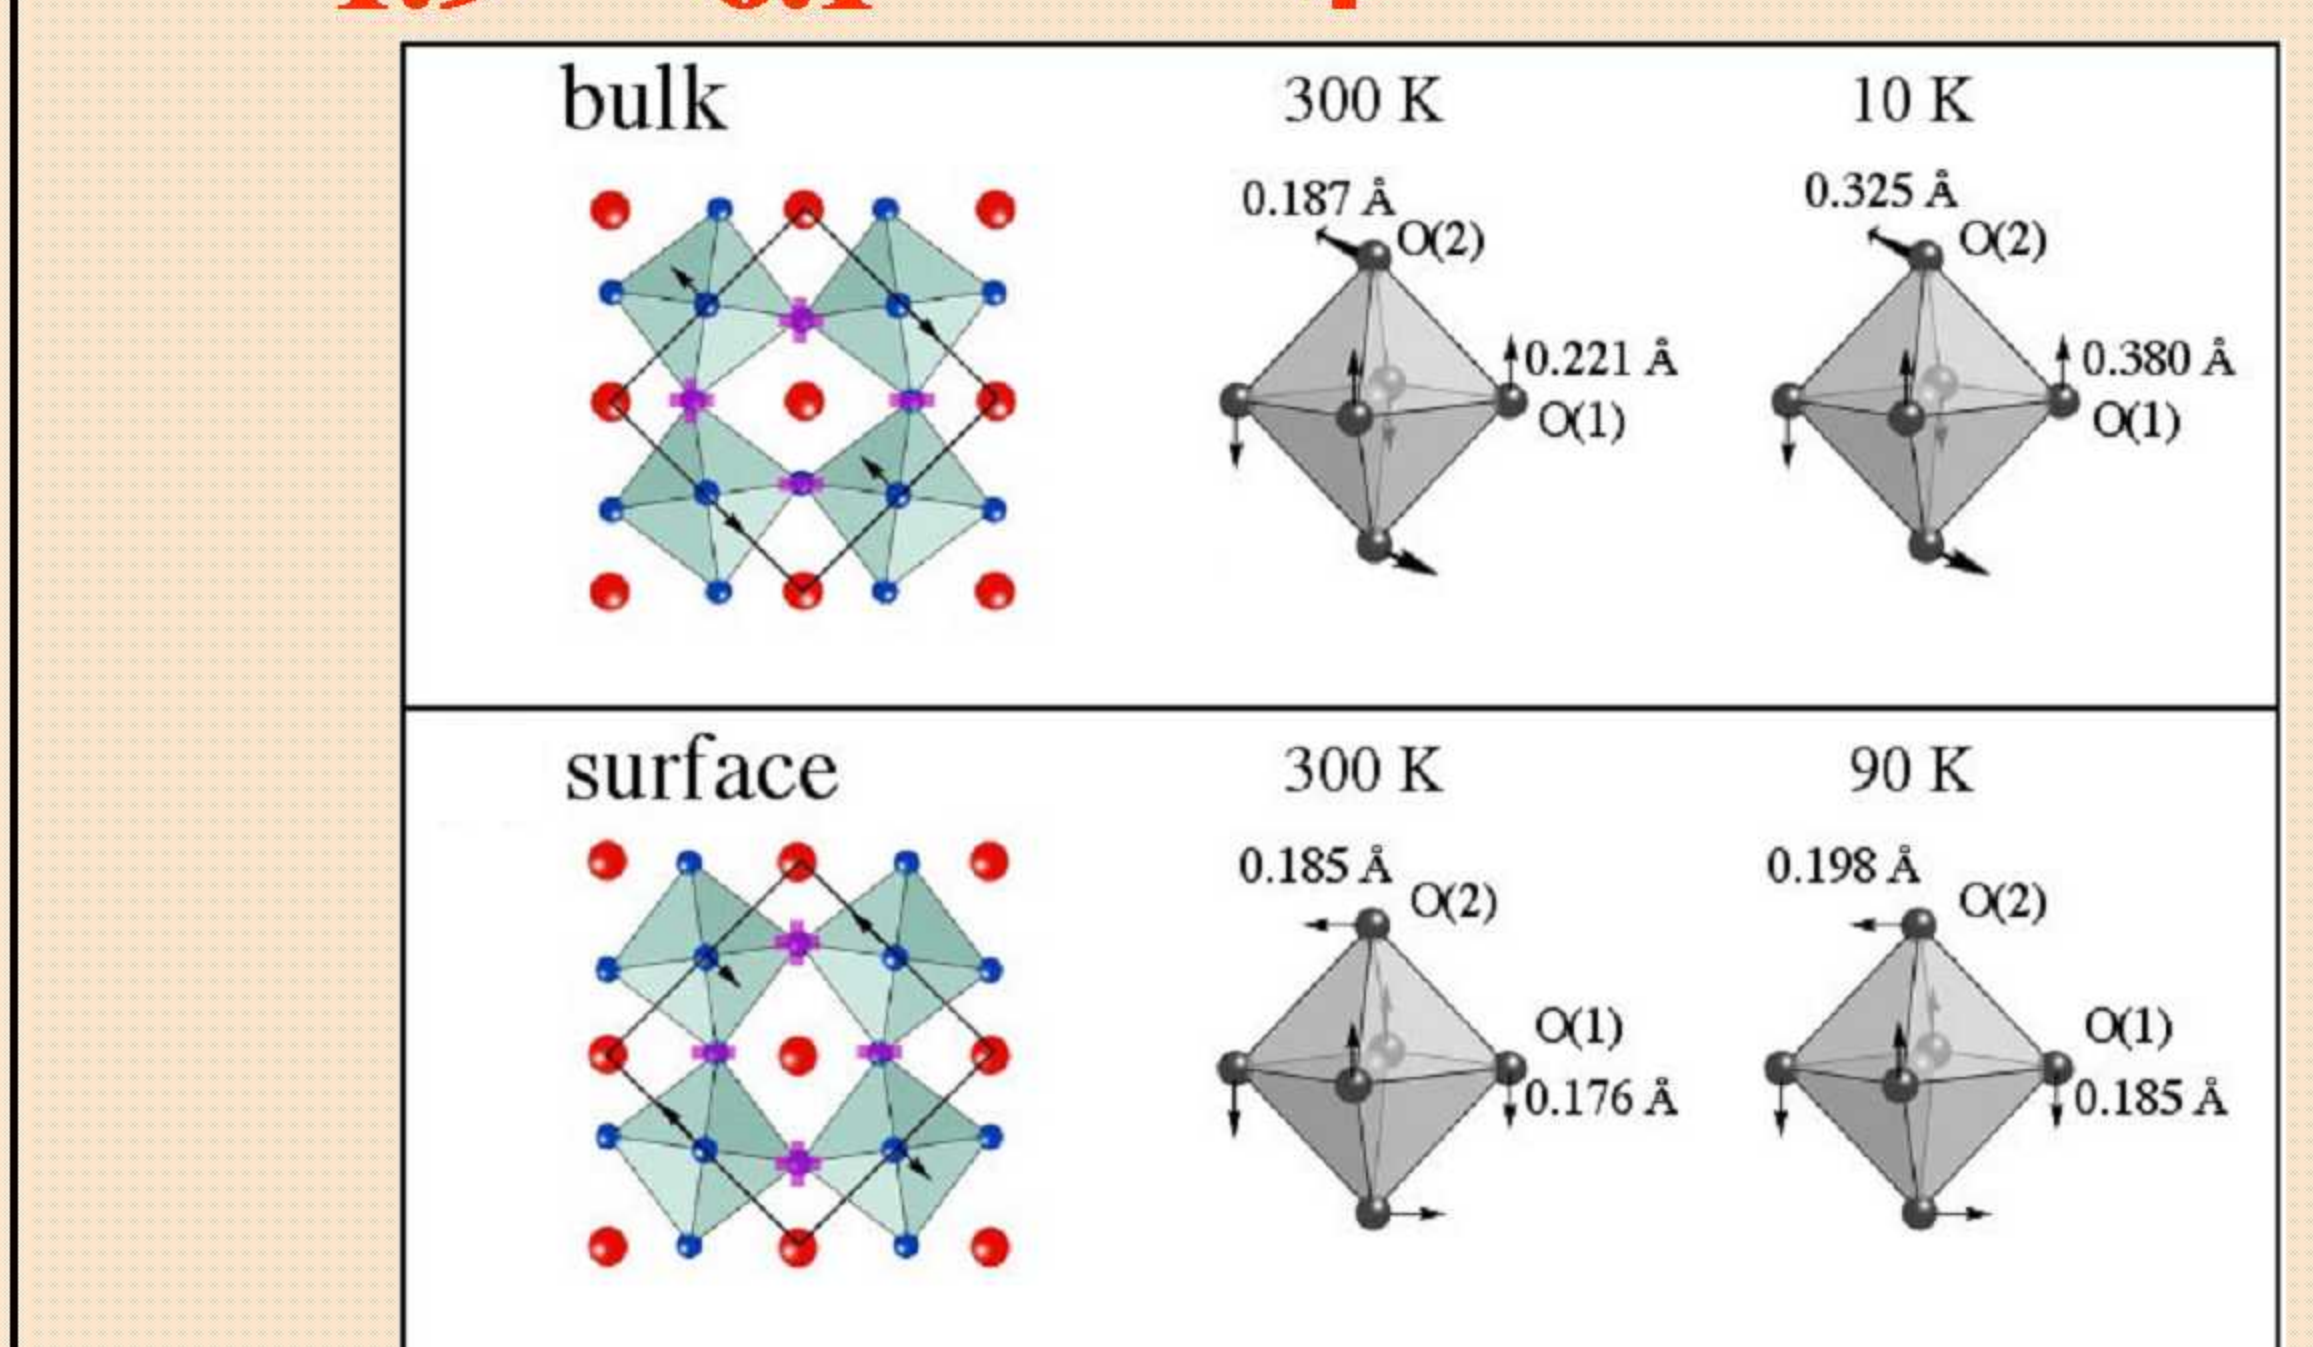 bulk
300 K
10 K
0.187 Å
O(2)
0.325 Å
O(2)
0.221 Å
O(1)
0.380 Å
O(1)
surface
300 K
90 K
0.185 Å
O(2)
0.198 Å
O(2)
O(1)
0.176 Å
O(1)
0.185 Å